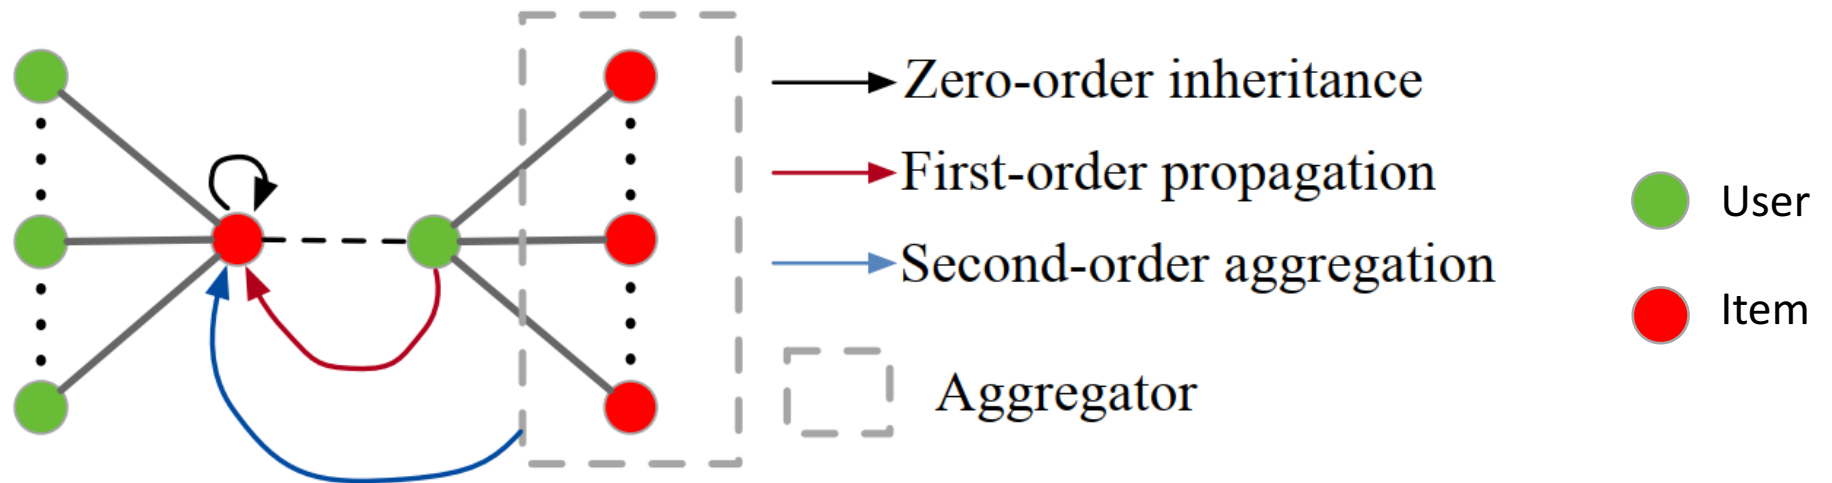 Zero-order inheritance
First-order propagation
Second-order aggregation
Aggregator
User
Item